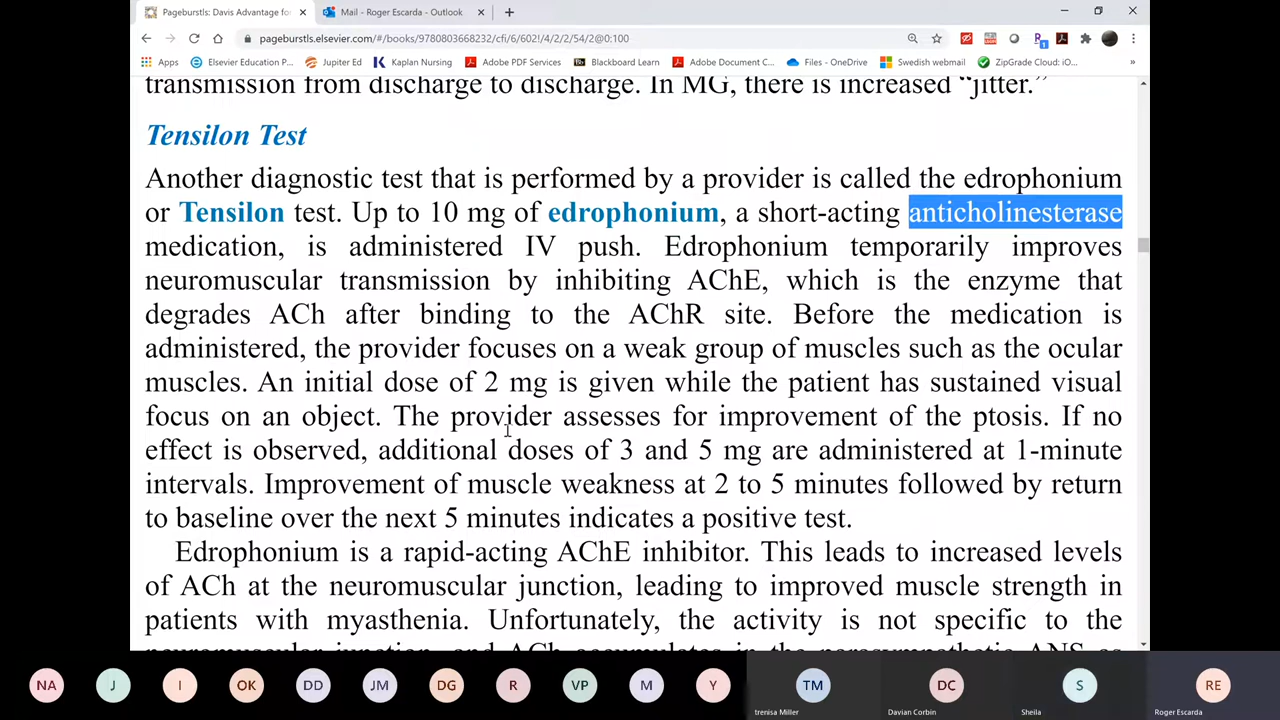 Pageburstls: Davis Advantage for
Mail - Roger Escarda - Outlook
pageburstls.elsevier.com/#/books/9780803668232/cfi/6/602!/4/2/2/54/2@0:100
Apps
Elsevier Education P...
Jupiter Ed
Kaplan Nursing
Adobe PDF Services
Blackboard Learn
Adobe Document C...
Files - OneDrive
Swedish webmail
ZipGrade Cloud: iO...
transmission from discharge to discharge. In MG, there is increased “jitter.”
Tensilon Test
Another diagnostic test that is performed by a provider is called the edrophonium
or Tensilon test. Up to 10 mg of edrophonium, a short-acting anticholinesterase
medication, is administered IV push. Edrophonium temporarily improves
neuromuscular transmission by inhibiting AChE, which is the enzyme that
degrades ACh after binding to the AChR site. Before the medication is
administered, the provider focuses on a weak group of muscles such as the ocular
muscles. An initial dose of 2 mg is given while the patient has sustained visual
focus on an object. The provider assesses for improvement of the ptosis. If no
effect is observed, additional doses of 3 and 5 mg are administered at 1-minute
intervals. Improvement of muscle weakness at 2 to 5 minutes followed by return
to baseline over the next 5 minutes indicates a positive test.
Edrophonium is a rapid-acting AChE inhibitor. This leads to increased levels
of ACh at the neuromuscular junction, leading to improved muscle strength in
patients with myasthenia. Unfortunately, the activity is not specific to the
neuromuscular junction, and ACh accumulates in the parasympathetic ANS as
NA
J
I
OK
DD
JM
DG
R
VP
M
Y
TM
DC
S
RE
trenisa Miller
Davian Corbin
Sheila
Roger Escarda